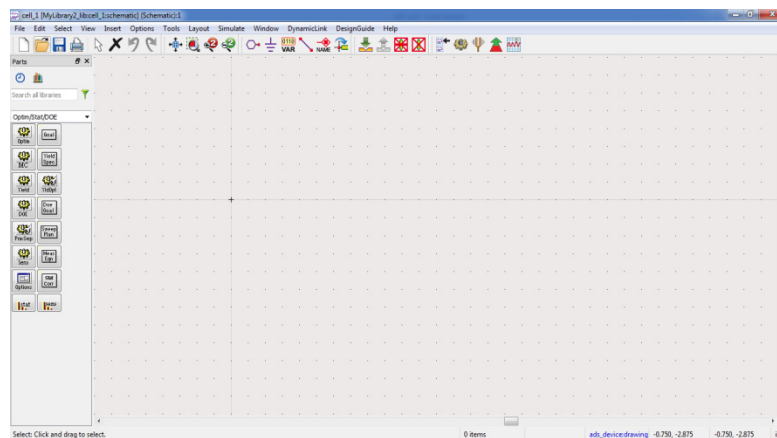 cell_1 [MyLibrary2_lib:cell_1:schematic] (Schematic):1
File Edit Select View Insert Options Tools Layout Simulate Window DynamicLink DesignGuide Help
VAR NAME
Parts
Search all libraries
Optim/Stat/DOE
Optim Goal
MC Yield Spec
Yield YldOpt
DOE Doe Goal
Sweep Plan
Sens Meas Eqn
Options Stat Corr
Select: Click and drag to select. 0 items ads_device:drawing -0.750, -2.875 -0.750, -2.875